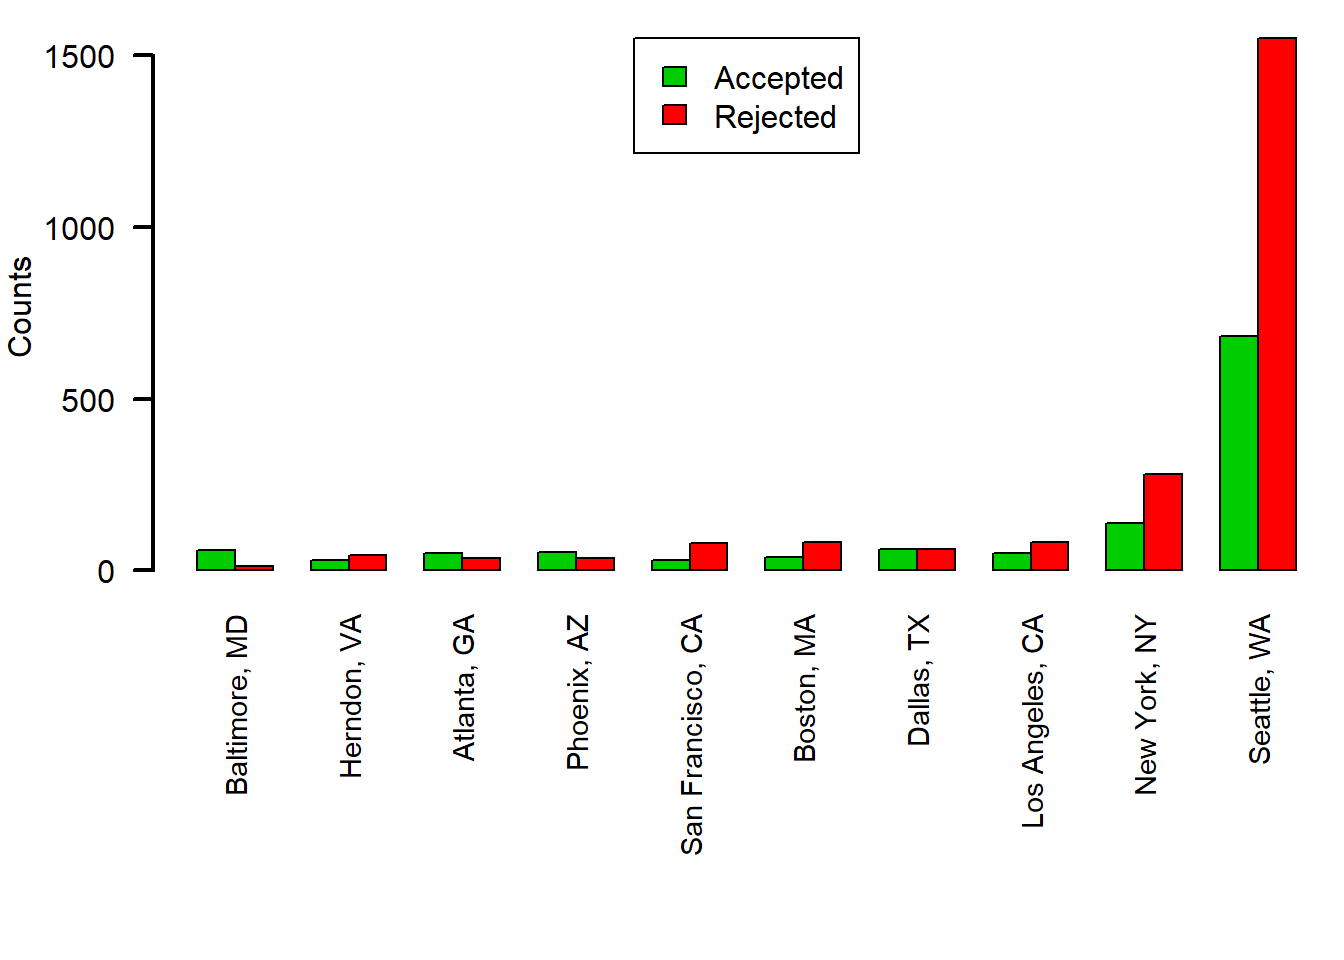 1500
1000
500
0
Counts
Accepted
Rejected
Baltimore, MD
Herndon, VA
Atlanta, GA
Phoenix, AZ
San Francisco, CA
Boston, MA
Dallas, TX
Los Angeles, CA
New York, NY
Seattle, WA